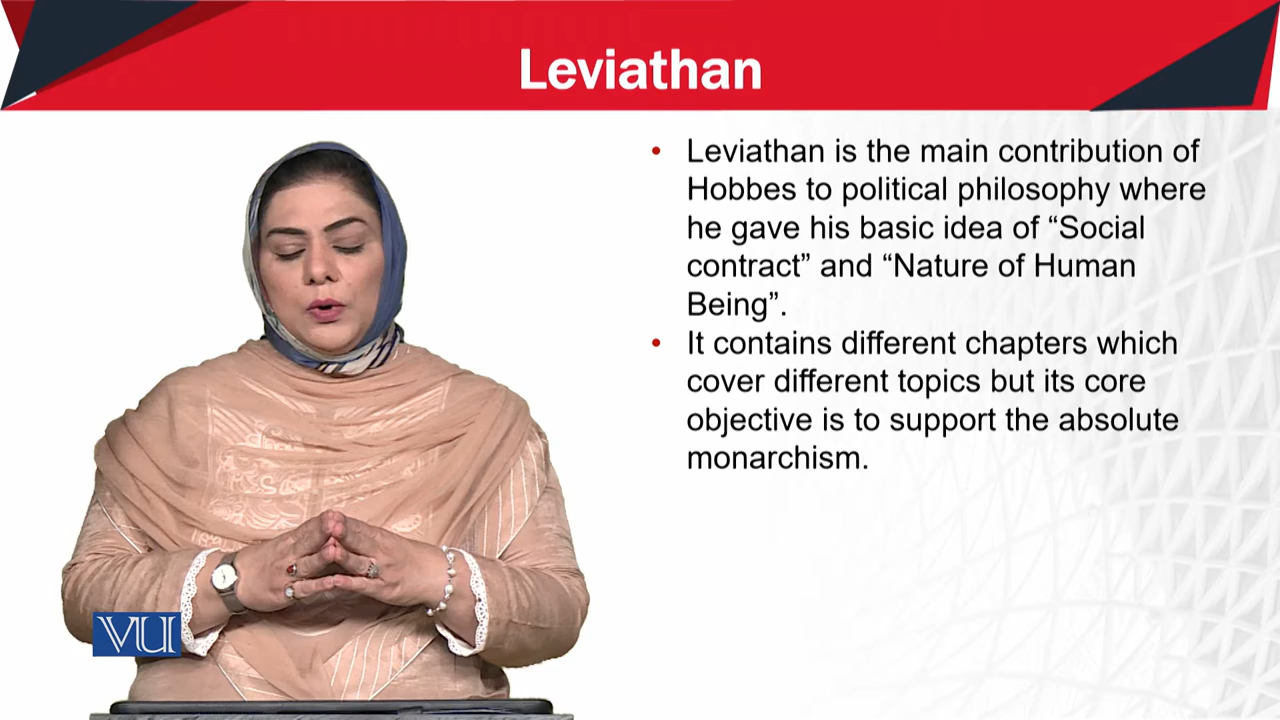 Leviathan
• Leviathan is the main contribution of
Hobbes to political philosophy where
he gave his basic idea of “Social
contract” and “Nature of Human
Being”.
• It contains different chapters which
cover different topics but its core
objective is to support the absolute
monarchism.
VU